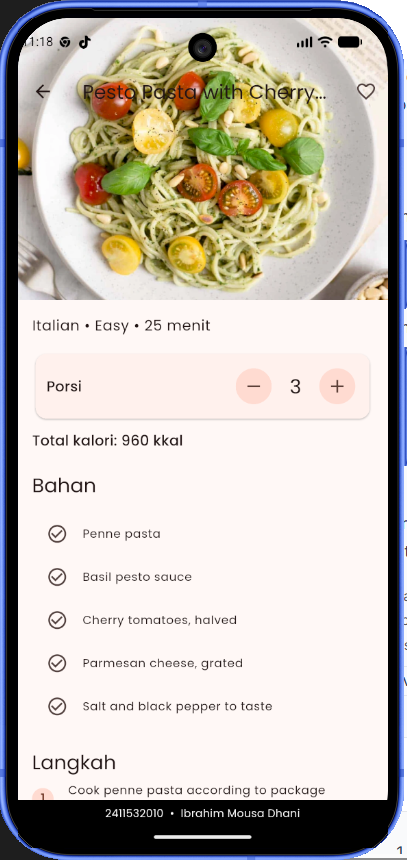 11:18
Pesto Pasta with Cherry...
Italian • Easy • 25 menit
Porsi
− 3 +
Total kalori: 960 kkal
Bahan
Penne pasta
Basil pesto sauce
Cherry tomatoes, halved
Parmesan cheese, grated
Salt and black pepper to taste
Langkah
1 Cook penne pasta according to package
2411532010 • Ibrahim Mousa Dhani